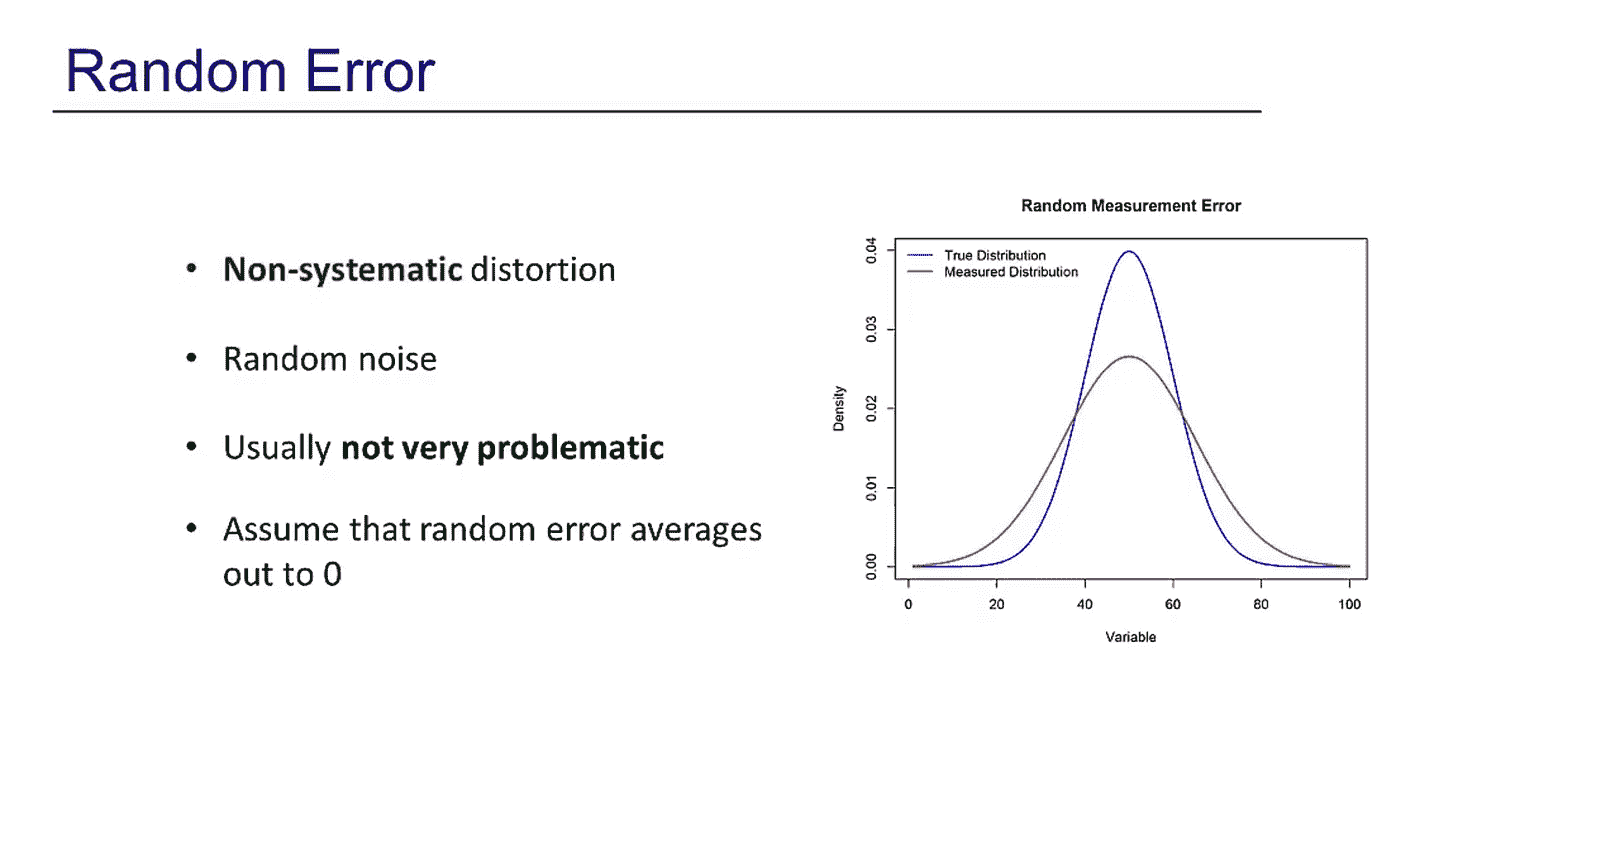 Random Error
• Non-systematic distortion
• Random noise
• Usually not very problematic
• Assume that random error averages
out to 0
Random Measurement Error
True Distribution
Measured Distribution
Density
0.04
0.03
0.02
0.01
0.00
0 20 40 60 80 100
Variable